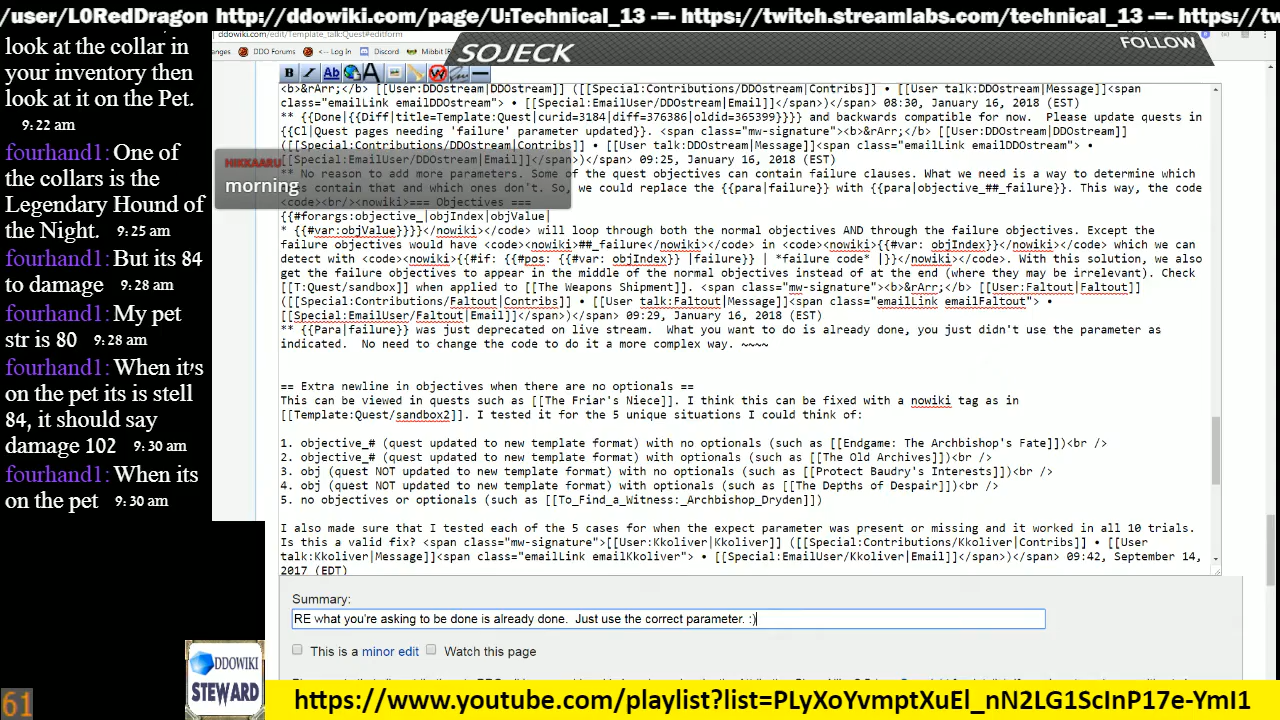 /user/L0RedDragon http://ddowiki.com/page/U:Technical_13 -=- https://twitch.streamlabs.com/technical_13 -=- https://tw
ddowiki.com/edit/Template_talk:Quest#editform
anges DDO Forums <-- Log in Discord Mibbit
SOJECK
FOLLOW
look at the collar in
your inventory then
look at it on the Pet.
9:22 am
fourhand1: One of
the collars is the
Legendary Hound of
the Night. 9:25 am
fourhand1: But its 84
to damage 9:28 am
fourhand1: My pet
str is 80 9:28 am
fourhand1: When it's
on the pet its is stell
84, it should say
damage 102 9:30 am
fourhand1: When its
on the pet 9:30 am
B I Ab A W
<b>&rArr;</b> [[User:DDOstream|DDOstream]] ([[Special:Contributions/DDOstream|Contribs]] • [[User talk:DDOstream|Message]]<span
class="emailLink emailDDOstream"> • [[Special:EmailUser/DDOstream|Email]]</span>)</span> 08:30, January 16, 2018 (EST)
** {{Done|{{Diff|title=Template:Quest|curid=3184|diff=376386|oldid=365399}}}} and backwards compatible for now.  Please update quests in
{{Cl|Quest pages needing 'failure' parameter updated}}. <span class="mw-signature"><b>&rArr;</b> [[User:DDOstream|DDOstream]]
([[Special:Contributions/DDOstream|Contribs]] • [[User talk:DDOstream|Message]]<span class="emailLink emailDDOstream"> •
[[Special:EmailUser/DDOstream|Email]]</span>)</span> 09:25, January 16, 2018 (EST)
HIKKAARU
morning
** No reason to add more parameters. Some of the quest objectives can contain failure clauses. What we need is a way to determine which
contain that and which ones don't. So, we could replace the {{para|failure}} with {{para|objective_##_failure}}. This way, the code
<code><br/><nowiki>=== Objectives ===
{{#forargs:objective_|objIndex|objValue|
* {{#var:objValue}}}}</nowiki></code> will loop through both the normal objectives AND through the failure objectives. Except the
failure objectives would have <code><nowiki>##_failure</nowiki></code> in <code><nowiki>{{#var: objIndex}}</nowiki></code> which we can
detect with <code><nowiki>{{#if: {{#pos: {{#var: objIndex}} |failure}} | *failure code* |}}</nowiki></code>. With this solution, we also
get the failure objectives to appear in the middle of the normal objectives instead of at the end (where they may be irrelevant). Check
[[T:Quest/sandbox]] when applied to [[The Weapons Shipment]]. <span class="mw-signature"><b>&rArr;</b> [[User:Faltout|Faltout]]
([[Special:Contributions/Faltout|Contribs]] • [[User talk:Faltout|Message]]<span class="emailLink emailFaltout"> •
[[Special:EmailUser/Faltout|Email]]</span>)</span> 09:29, January 16, 2018 (EST)
** {{Para|failure}} was just deprecated on live stream.  What you want to do is already done, you just didn't use the parameter as
indicated.  No need to change the code to do it a more complex way. ~~~~
== Extra newline in objectives when there are no optionals ==
This can be viewed in quests such as [[The Friar's Niece]]. I think this can be fixed with a nowiki tag as in
[[Template:Quest/sandbox2]]. I tested it for the 5 unique situations I could think of:
1. objective_# (quest updated to new template format) with no optionals (such as [[Endgame: The Archbishop's Fate]])<br />
2. objective_# (quest updated to new template format) with optionals (such as [[The Old Archives]])<br />
3. obj (quest NOT updated to new template format) with no optionals (such as [[Protect Baudry's Interests]])<br />
4. obj (quest NOT updated to new template format) with optionals (such as [[The Depths of Despair]])<br />
5. no objectives or optionals (such as [[To_Find_a_Witness:_Archbishop_Dryden]])
I also made sure that I tested each of the 5 cases for when the expect parameter was present or missing and it worked in all 10 trials.
Is this a valid fix? <span class="mw-signature">[[User:Kkoliver|Kkoliver]] ([[Special:Contributions/Kkoliver|Contribs]] • [[User
talk:Kkoliver|Message]]<span class="emailLink emailKkoliver"> • [[Special:EmailUser/Kkoliver|Email]]</span>)</span> 09:42, September 14,
2017 (EDT)
Summary:
RE what you're asking to be done is already done.  Just use the correct parameter. :)
This is a minor edit Watch this page
DDOWIKI
STEWARD
61
https://www.youtube.com/playlist?list=PLyXoYvmptXuEl_nN2LG1ScInP17e-YmI1